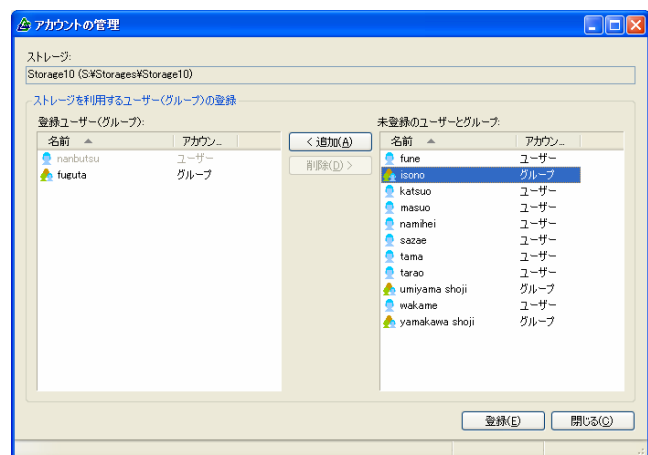 アカウントの管理
ストレージ:
Storage10 (S:¥Storages¥Storage10)
ストレージを利用するユーザー(グループ)の登録
登録ユーザー(グループ):
名前 アカウン...
nanbutsu ユーザー
fuguta グループ
< 追加(A)
削除(D) >
未登録のユーザーとグループ:
名前 アカウン...
fune ユーザー
isono グループ
katsuo ユーザー
masuo ユーザー
namihei ユーザー
sazae ユーザー
tama ユーザー
tarao ユーザー
umiyama shoji グループ
wakame ユーザー
yamakawa shoji グループ
登録(E)
閉じる(C)